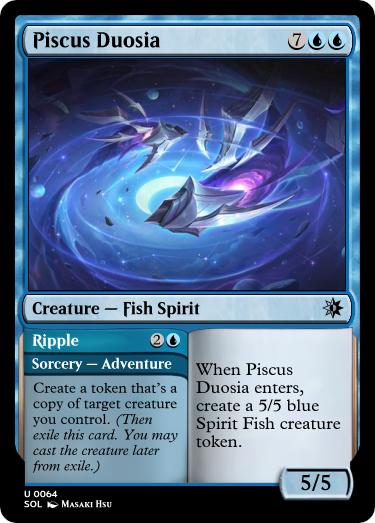 Piscus Duosia 7
Creature — Fish Spirit
Ripple 2
Sorcery — Adventure
Create a token that's a
copy of target creature
you control. (Then
exile this card. You may
cast the creature later
from exile.)
When Piscus
Duosia enters,
create a 5/5 blue
Spirit Fish creature
token.
5/5
U 0064
SOL Masaki Hsu